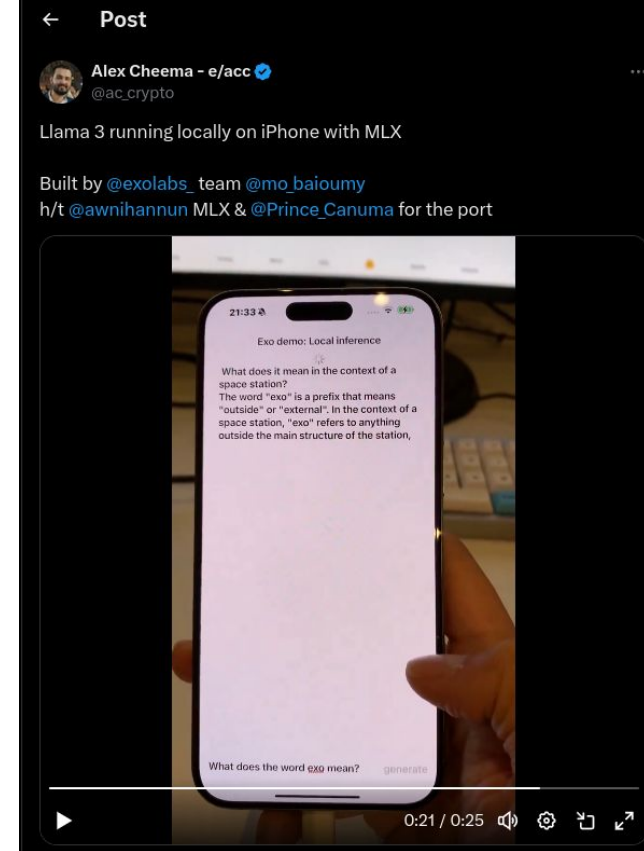 Post
Alex Cheema - e/acc
@ac_crypto
Llama 3 running locally on iPhone with MLX
Built by @exolabs_ team @mo_baioumy
h/t @awnihannun MLX & @Prince_Canuma for the port
21:33
Exo demo: Local inference
What does it mean in the context of a
space station?
The word "exo" is a prefix that means
"outside" or "external". In the context of a
space station, "exo" refers to anything
outside the main structure of the station,
What does the word exo mean?
generate
0:21 / 0:25